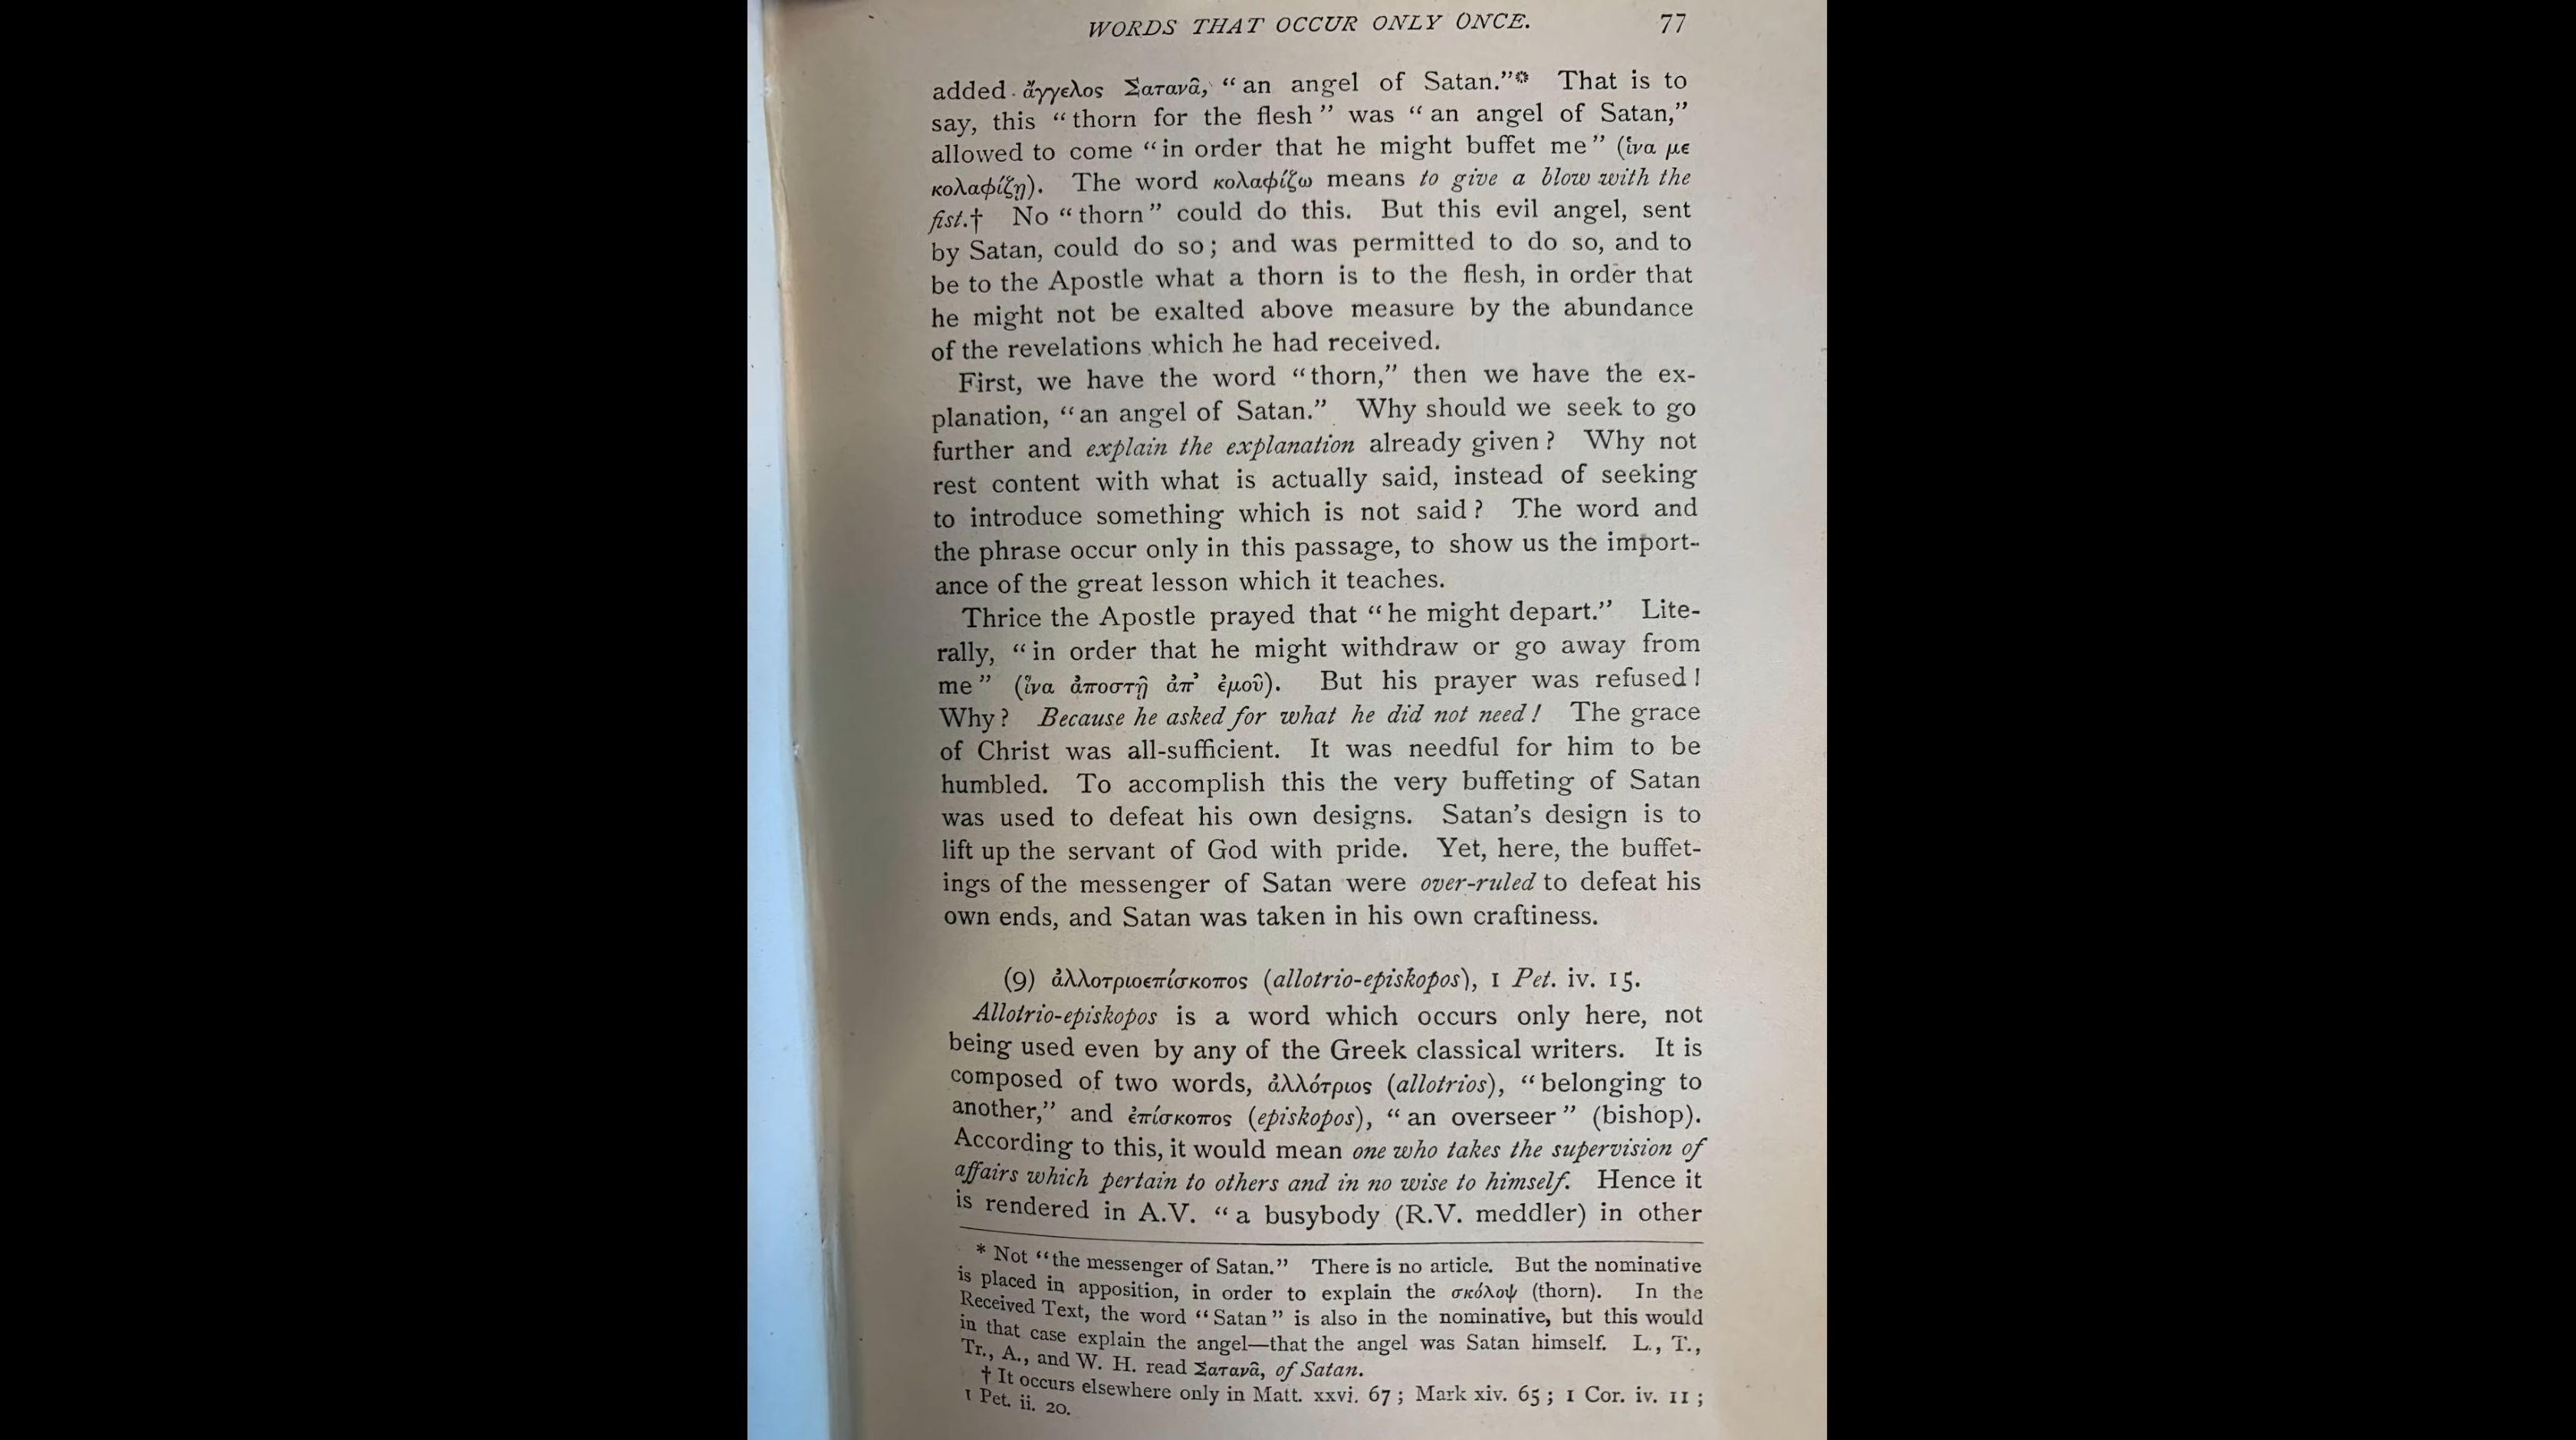 WORDS THAT OCCUR ONLY ONCE. 77
added ἄγγελος Σατανᾶ, “an angel of Satan.”* That is to
say, this “thorn for the flesh” was “an angel of Satan,”
allowed to come “in order that he might buffet me” (ἵνα με
κολαφίζῃ). The word κολαφίζω means to give a blow with the
fist.† No “thorn” could do this. But this evil angel, sent
by Satan, could do so; and was permitted to do so, and to
be to the Apostle what a thorn is to the flesh, in order that
he might not be exalted above measure by the abundance
of the revelations which he had received.
First, we have the word “thorn,” then we have the ex-
planation, “an angel of Satan.” Why should we seek to go
further and explain the explanation already given? Why not
rest content with what is actually said, instead of seeking
to introduce something which is not said? The word and
the phrase occur only in this passage, to show us the import-
ance of the great lesson which it teaches.
Thrice the Apostle prayed that “he might depart.” Lite-
rally, “in order that he might withdraw or go away from
me” (ἵνα ἀποστῇ ἀπ’ ἐμοῦ). But his prayer was refused!
Why? Because he asked for what he did not need! The grace
of Christ was all-sufficient. It was needful for him to be
humbled. To accomplish this the very buffeting of Satan
was used to defeat his own designs. Satan’s design is to
lift up the servant of God with pride. Yet, here, the buffet-
ings of the messenger of Satan were over-ruled to defeat his
own ends, and Satan was taken in his own craftiness.
(9) ἀλλοτριοεπίσκοπος (allotrio-episkopos), 1 Pet. iv. 15.
Allotrio-episkopos is a word which occurs only here, not
being used even by any of the Greek classical writers. It is
composed of two words, ἀλλότριος (allotrios), “belonging to
another,” and ἐπίσκοπος (episkopos), “an overseer” (bishop).
According to this, it would mean one who takes the supervision of
affairs which pertain to others and in no wise to himself. Hence it
is rendered in A.V. “a busybody (R.V. meddler) in other
* Not “the messenger of Satan.” There is no article. But the nominative
is placed in apposition, in order to explain the σκόλοψ (thorn). In the
Received Text, the word “Satan” is also in the nominative, but this would
in that case explain the angel—that the angel was Satan himself. L., T.,
Tr., A., and W. H. read Σατανᾶ, of Satan.
† It occurs elsewhere only in Matt. xxvi. 67; Mark xiv. 65; 1 Cor. iv. 11;
1 Pet. ii. 20.